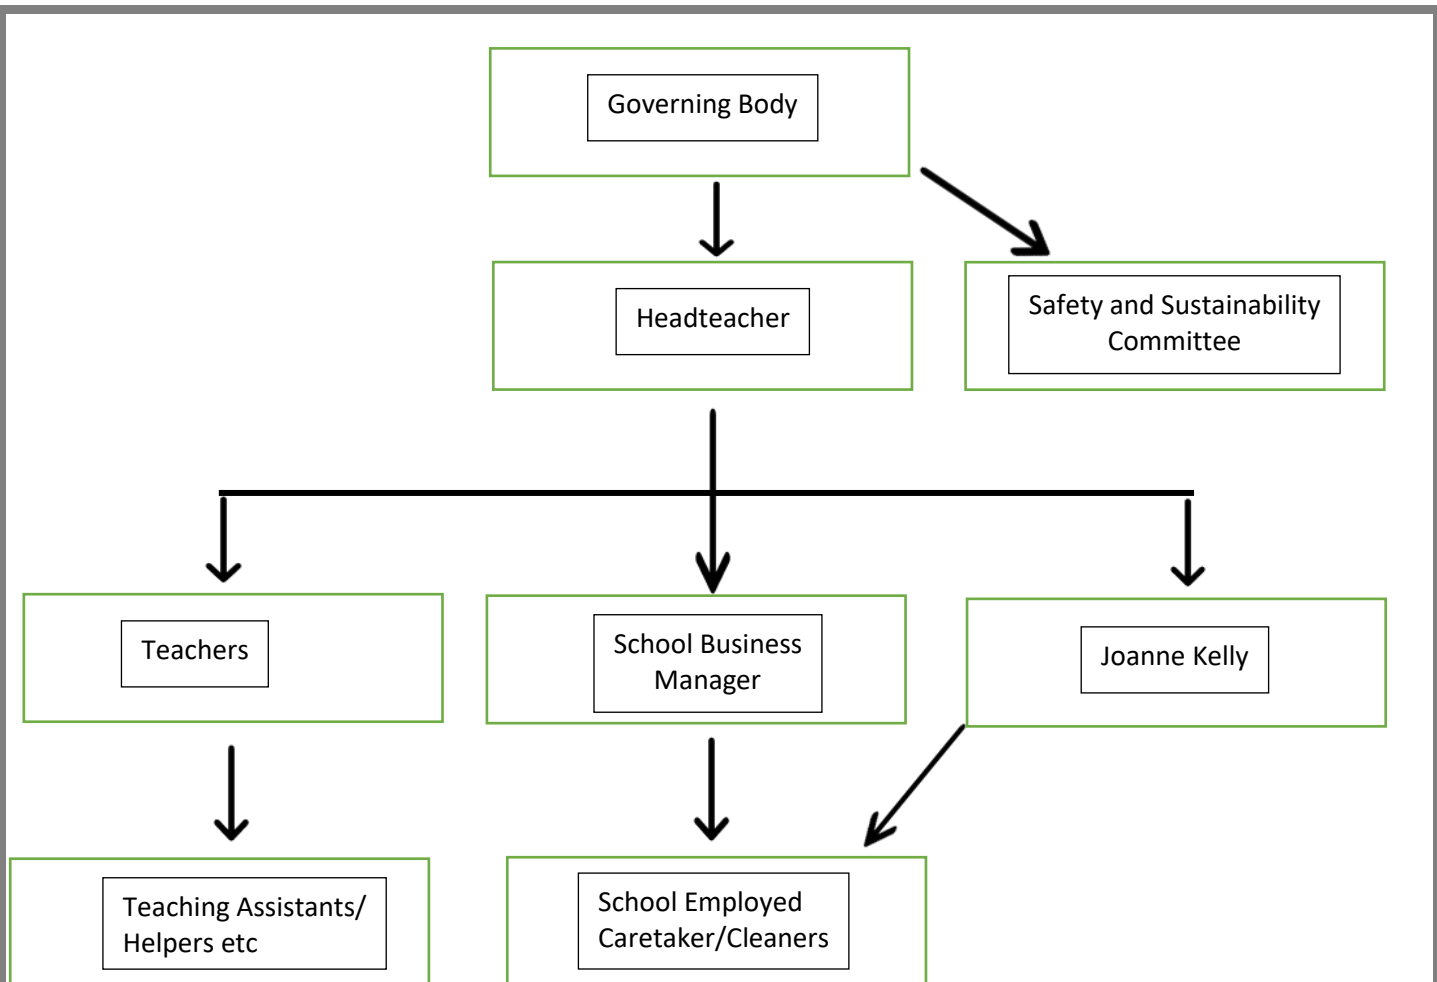 Governing Body
Headteacher
Safety and Sustainability
Committee
Teachers
School Business
Manager
Joanne Kelly
Teaching Assistants/
Helpers etc
School Employed
Caretaker/Cleaners